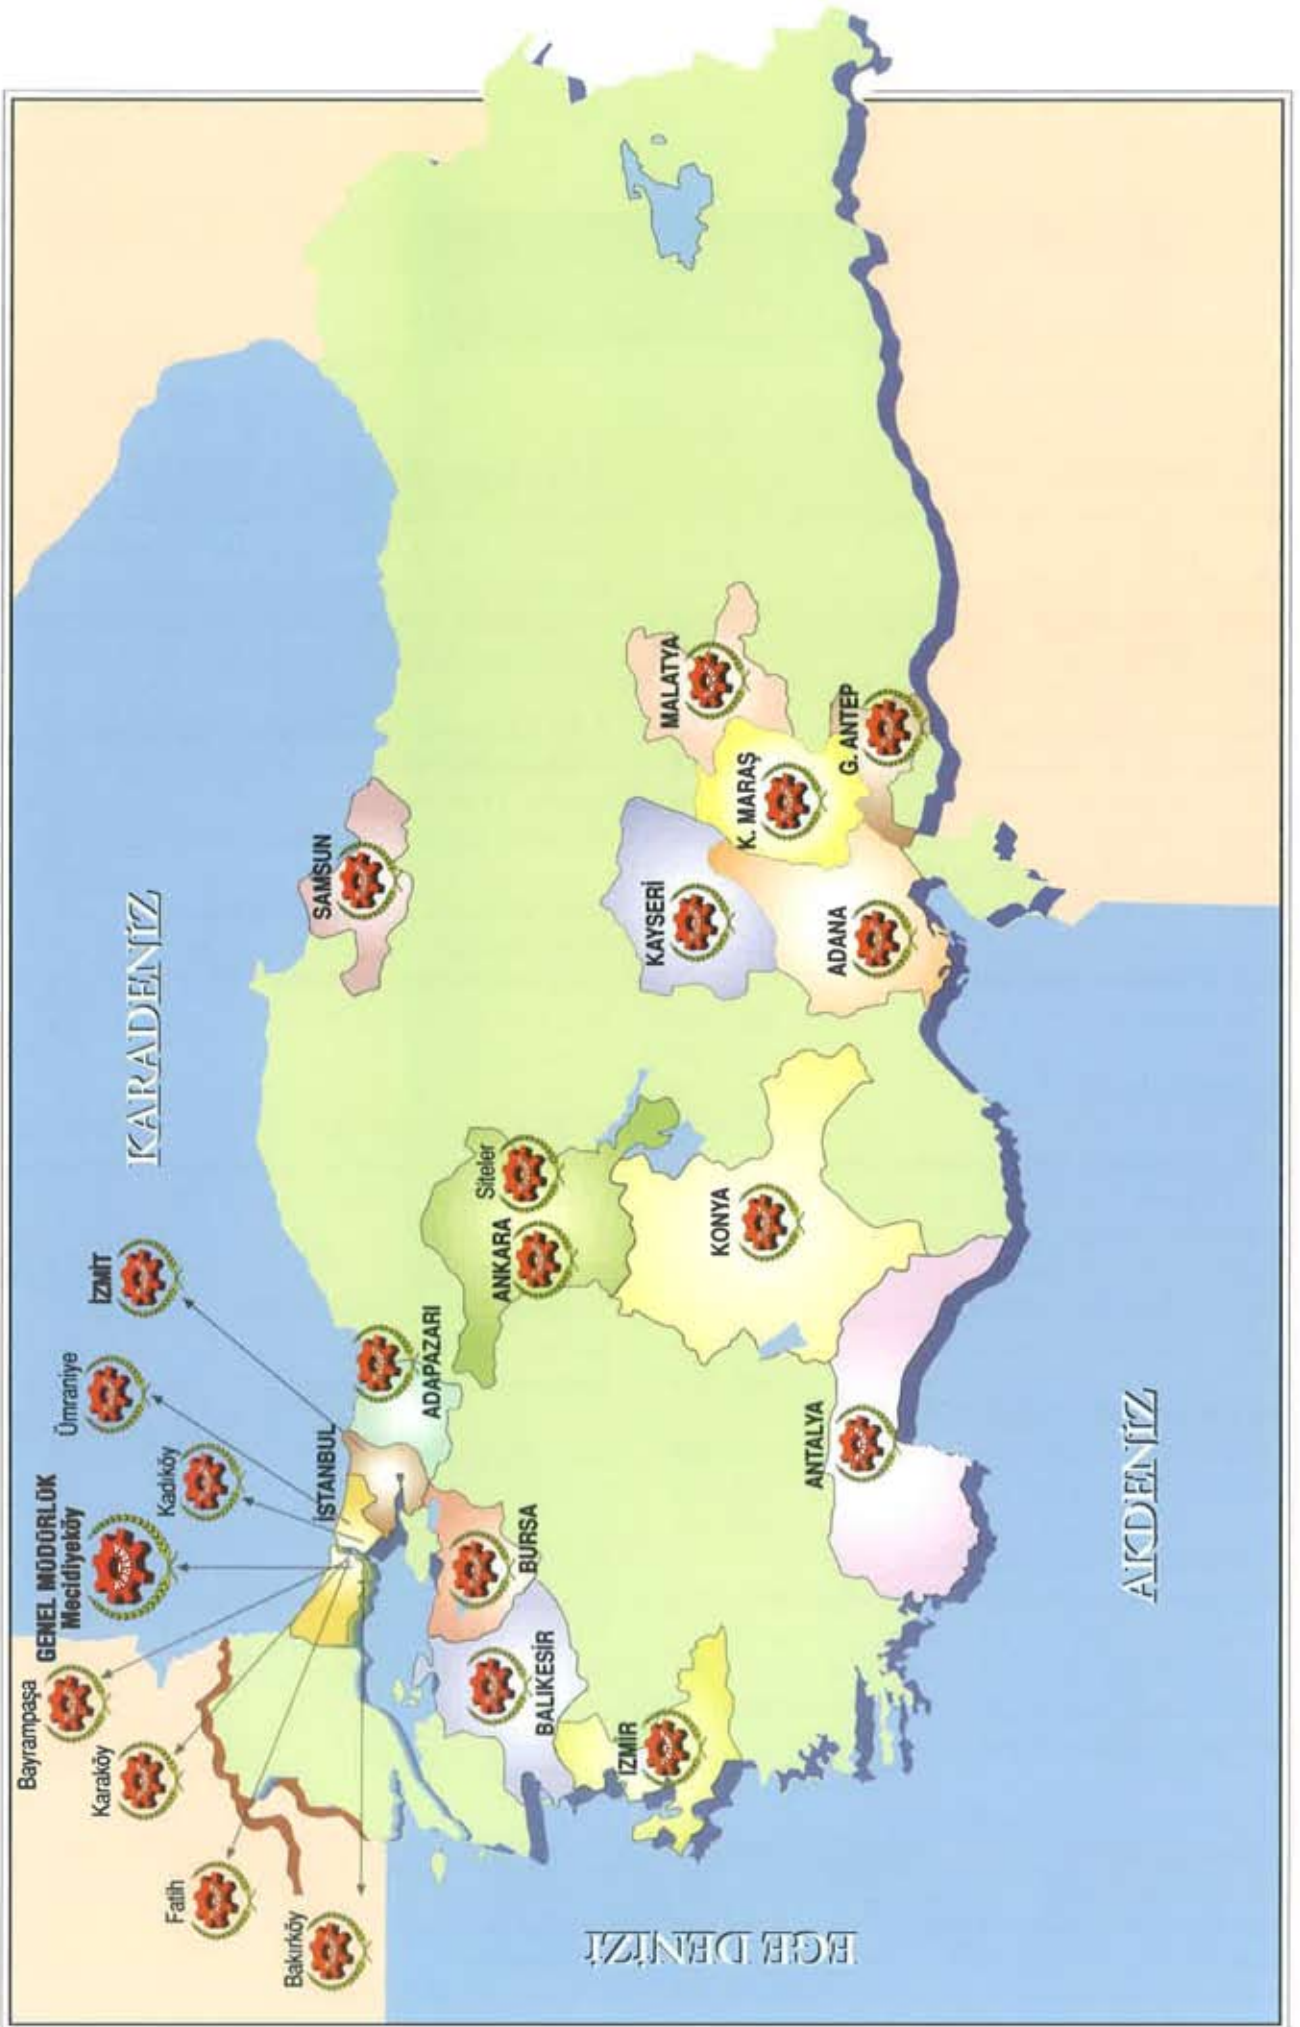 KARADENİZ
İZMİT
Ümraniye
Kadıköy
GENEL MÜDÜRLÜK
Mecidiyeköy
Bayrampaşa
Karaköy
Fatih
Bakırköy
İSTANBUL
ADAPAZARI
SAMSUN
BURSA
BALIKESİR
IZMİR
ANKARA
Siteler
KONYA
KAYSERİ
MALATYA
K. MARAŞ
G. ANTEP
ADANA
ANTALYA
EGE DENİZİ
AKDENİZ